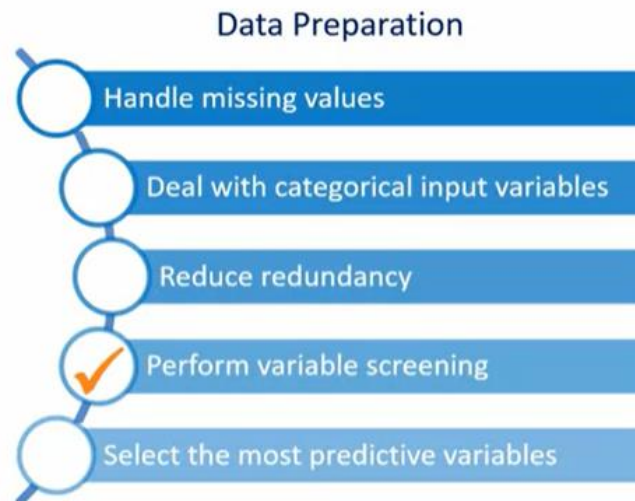 Data Preparation
Handle missing values
Deal with categorical input variables
Reduce redundancy
Perform variable screening
Select the most predictive variables